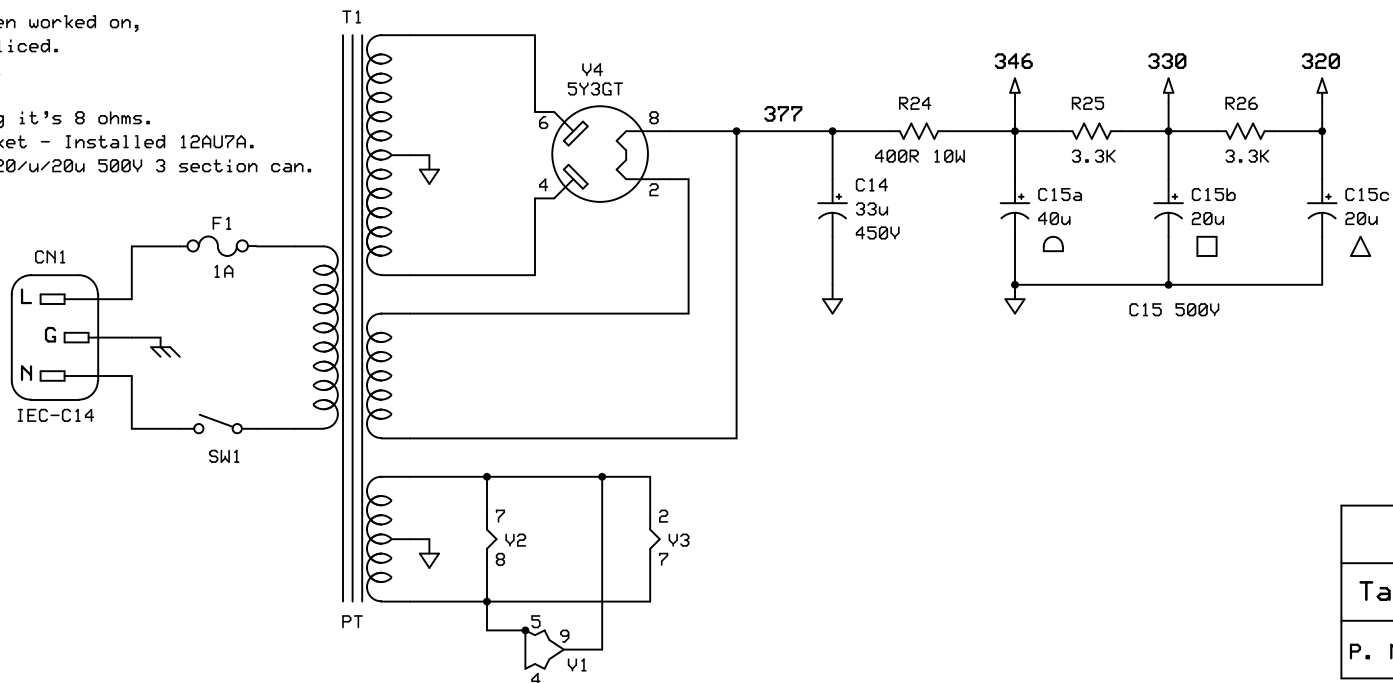 en worked on,
liced.
g it's 8 ohms.
ket - Installed 12AU7A.
20/u/20u 500V 3 section can.
T1
V4
5Y3GT
6
8
4
2
377
346
330
320
R24
400R 10W
R25
3.3K
R26
3.3K
C14
33u
450V
C15a
40u
C15b
20u
C15c
20u
C15 500V
F1
1A
CN1
L
G
N
IEC-C14
SW1
7
V2
8
2
V3
7
PT
5
9
V1
4
Ta
P. N